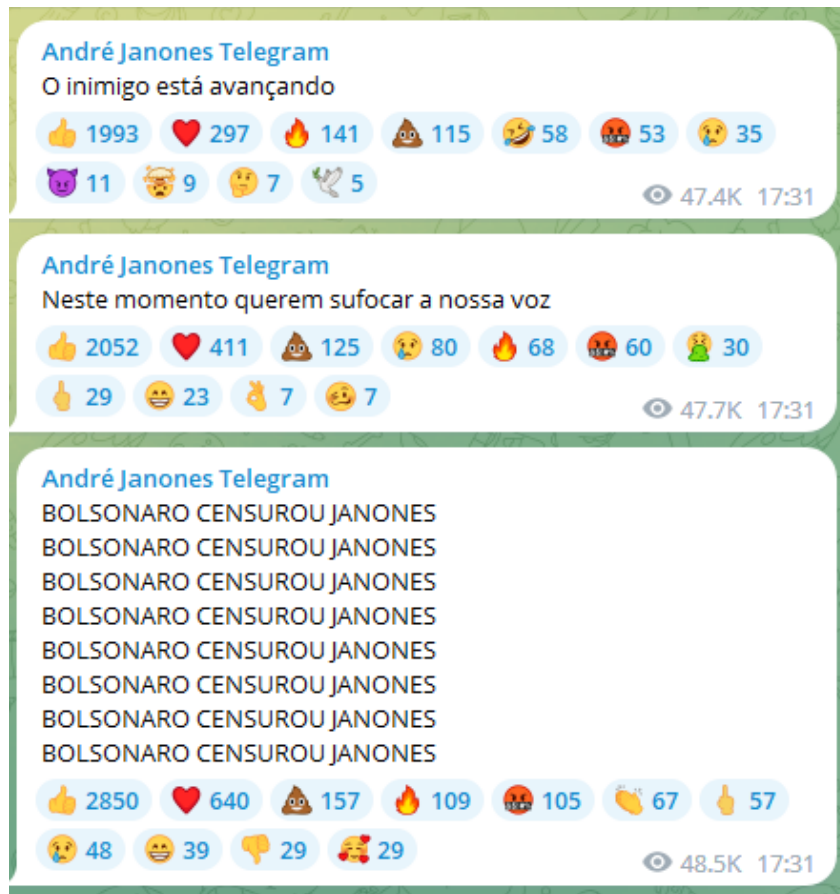 André Janones Telegram
O inimigo está avançando
👍 1993 ❤️ 297 🔥 141 💩 115 🤣 58 🤬 53 😢 35
😈 11 🤯 9 🤔 7 🕊 5
47.4K 17:31
André Janones Telegram
Neste momento querem sufocar a nossa voz
👍 2052 ❤️ 411 💩 125 😢 80 🔥 68 🤬 60 🤮 30
🖕 29 😁 23 👌 7 🥴 7
47.7K 17:31
André Janones Telegram
BOLSONARO CENSUROU JANONES
BOLSONARO CENSUROU JANONES
BOLSONARO CENSUROU JANONES
BOLSONARO CENSUROU JANONES
BOLSONARO CENSUROU JANONES
BOLSONARO CENSUROU JANONES
BOLSONARO CENSUROU JANONES
BOLSONARO CENSUROU JANONES
👍 2850 ❤️ 640 💩 157 🔥 109 🤬 105 👏 67 🖕 57
😢 48 😁 39 👎 29 🥰 29
48.5K 17:31